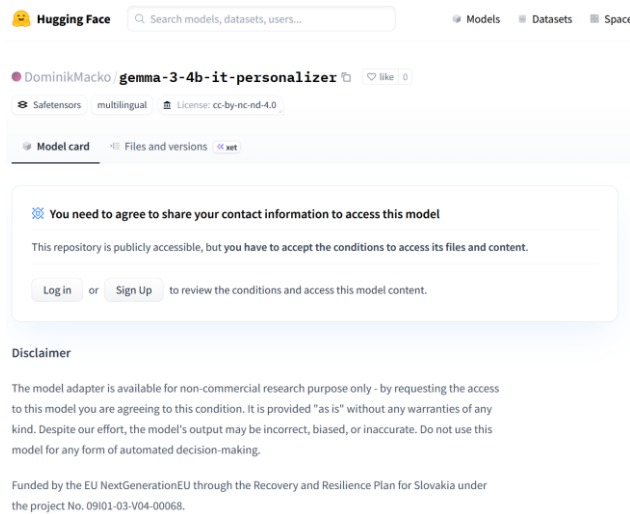 Hugging Face
Search models, datasets, users...
Models
Datasets
DominikMacko/gemma-3-4b-it-personalizer
like 0
Safetensors
multilingual
License: cc-by-nc-nd-4.0
Model card
Files and versions
xet
You need to agree to share your contact information to access this model
This repository is publicly accessible, but you have to accept the conditions to access its files and content.
Log in or Sign Up to review the conditions and access this model content.
Disclaimer
The model adapter is available for non-commercial research purpose only - by requesting the access
to this model you are agreeing to this condition. It is provided "as is" without any warranties of any
kind. Despite our effort, the model's output may be incorrect, biased, or inaccurate. Do not use this
model for any form of automated decision-making.
Funded by the EU NextGenerationEU through the Recovery and Resilience Plan for Slovakia under
the project No. 09I01-03-V04-00068.